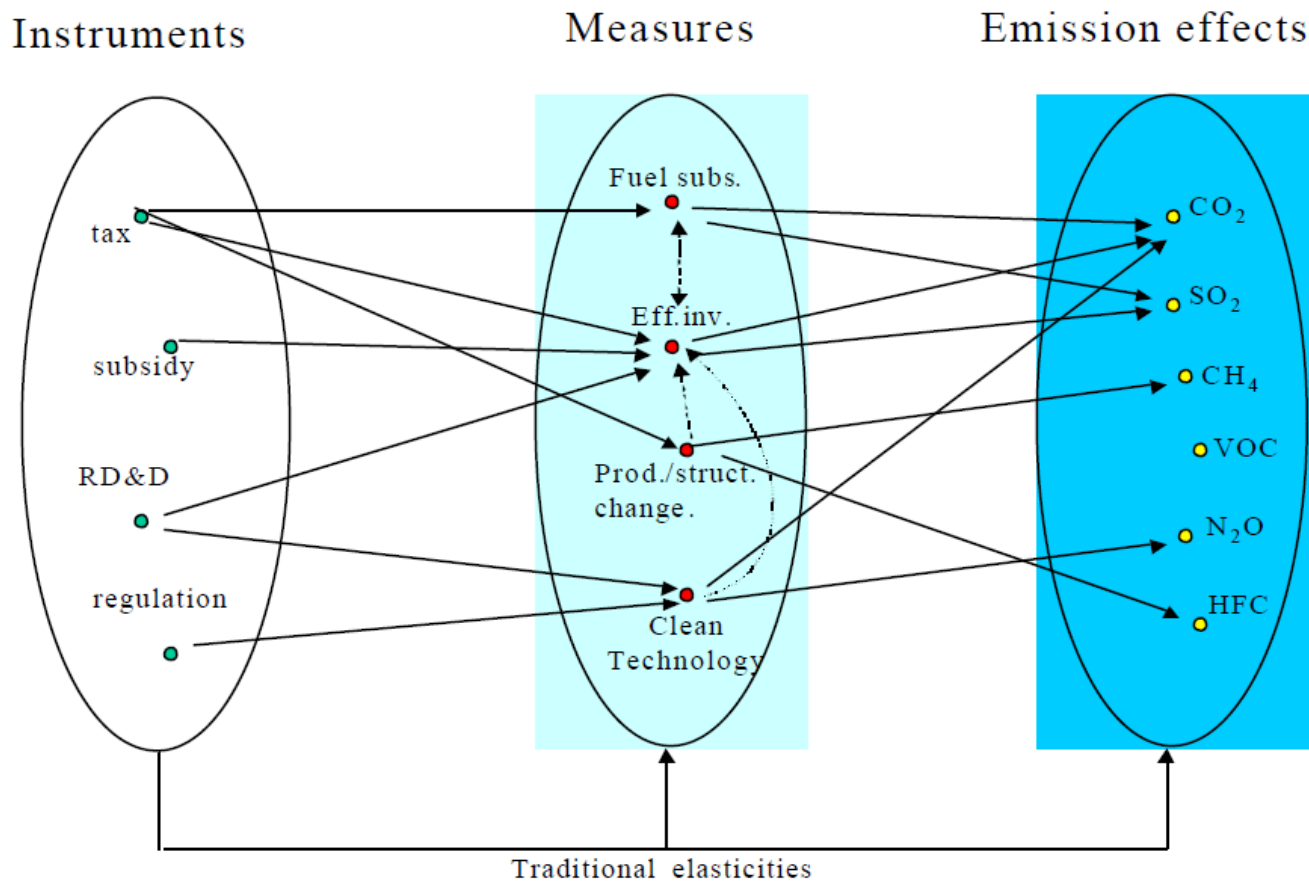 Instruments
Measures
Emission effects
tax
subsidy
RD&D
regulation
Fuel subs.
Eff.inv.
Prod./struct.
change.
Clean
Technology
CO₂
SO₂
CH₄
VOC
N₂O
HFC
Traditional elasticities